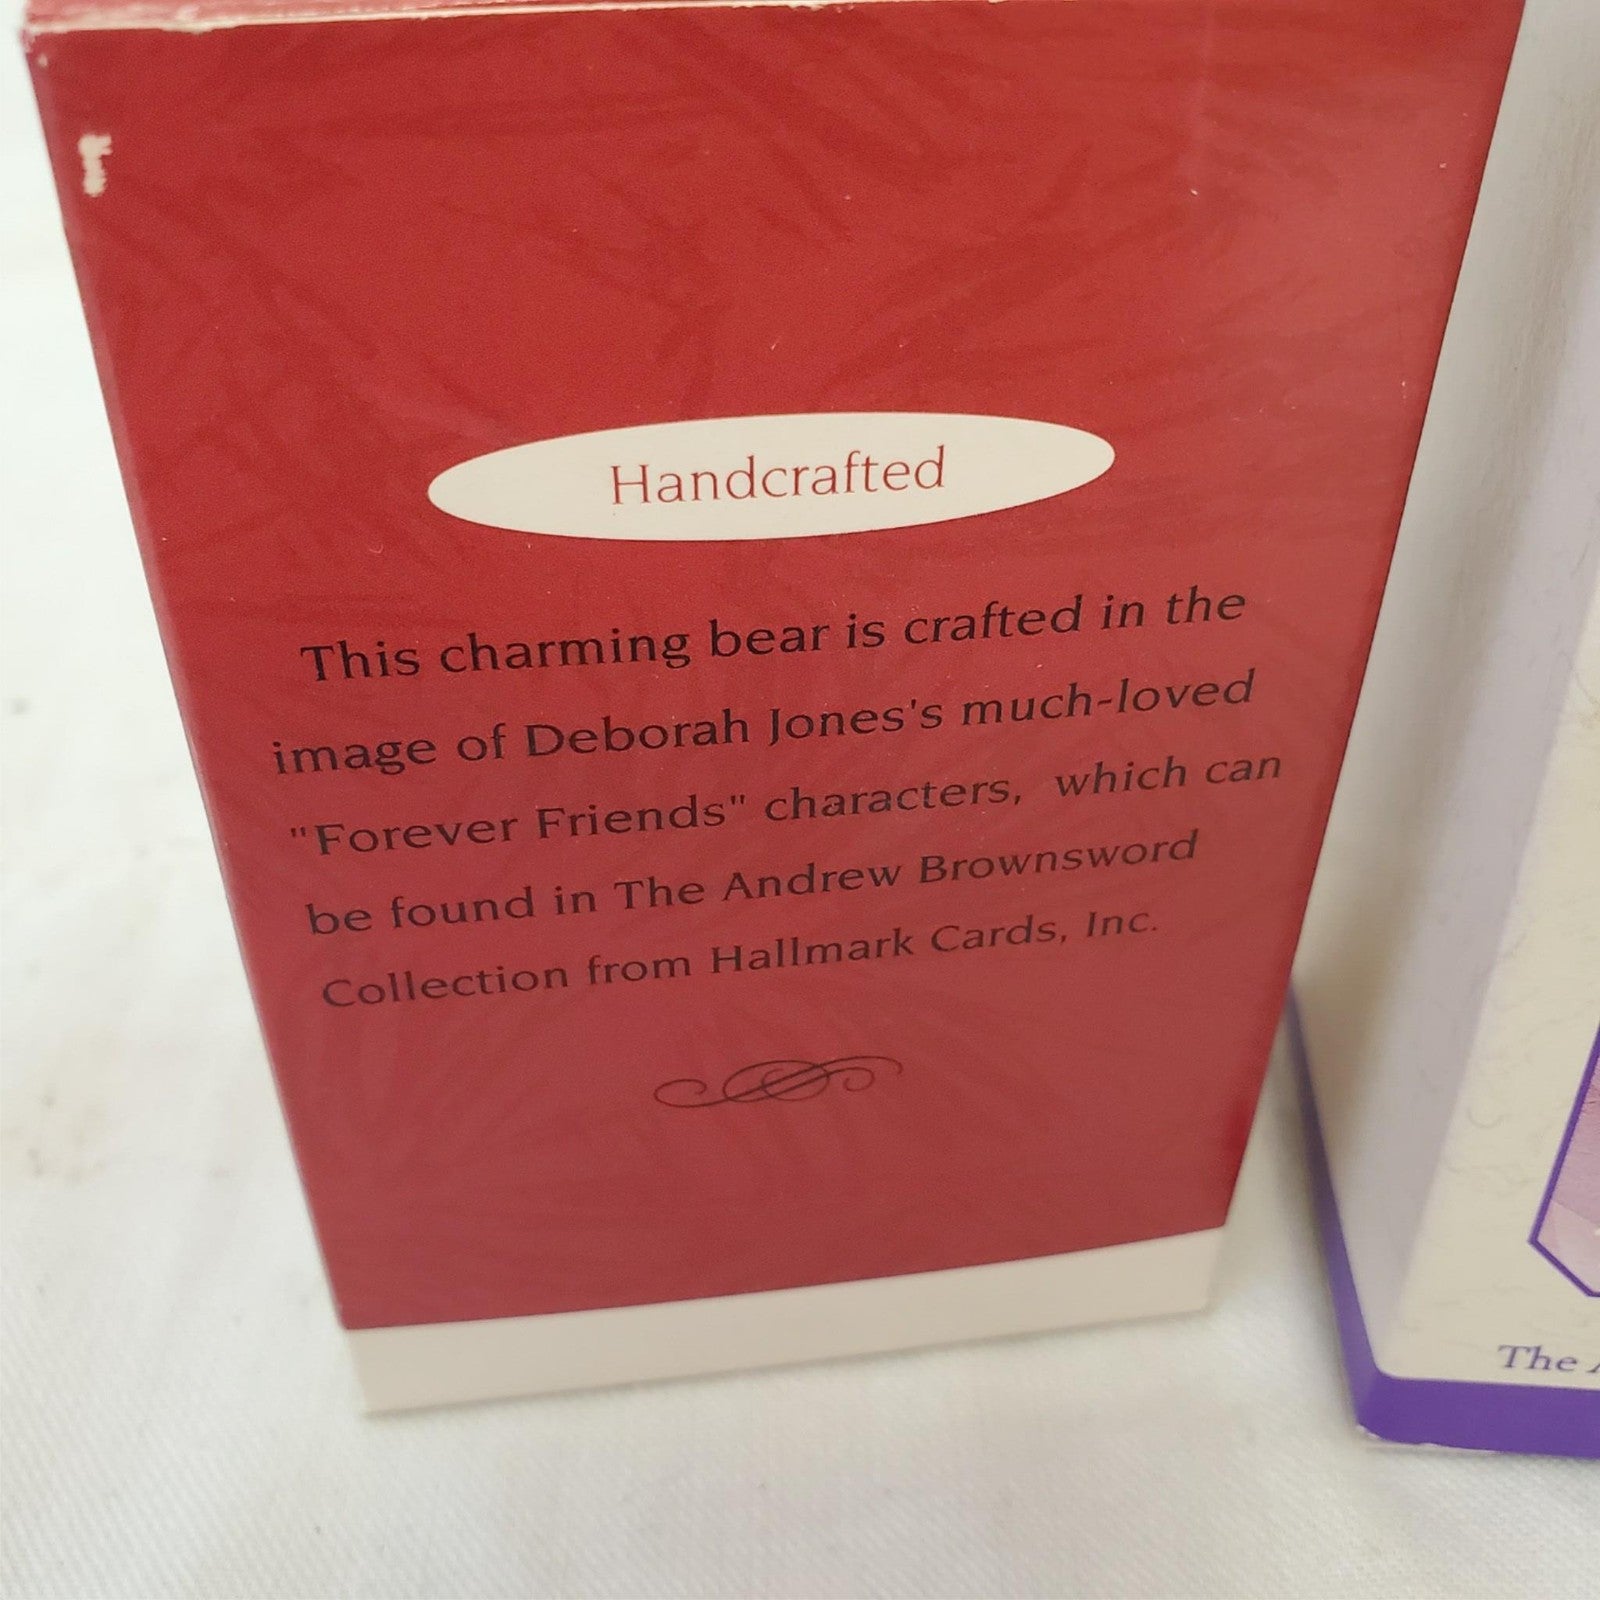 Handcrafted
This charming bear is crafted in the
image of Deborah Jones's much-loved
"Forever Friends" characters, which can
be found in The Andrew Brownsword
Collection from Hallmark Cards, Inc.
The